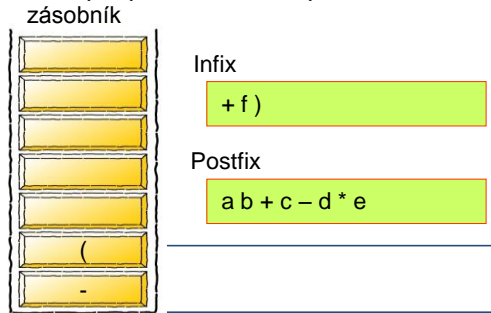 zásobník
Infix
+ f )
Postfix
a b + c – d * e
(
-